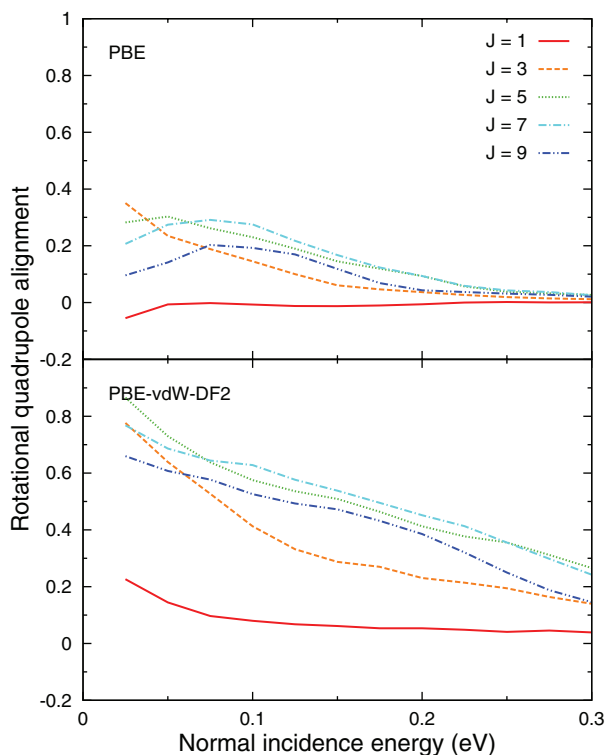 1
PBE
J = 1
J = 3
J = 5
J = 7
J = 9
0.8
0.6
0.4
0.2
0
-0.2
Rotational quadrupole alignment
PBE-vdW-DF2
0.8
0.6
0.4
0.2
0
-0.2
0
0.1
0.2
0.3
Normal incidence energy (eV)